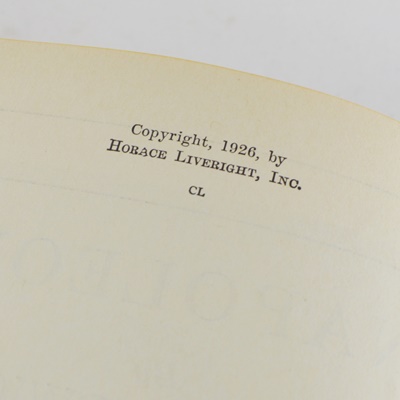 Copyright, 1926, by
HORACE LIVERIGHT, INC.
CL